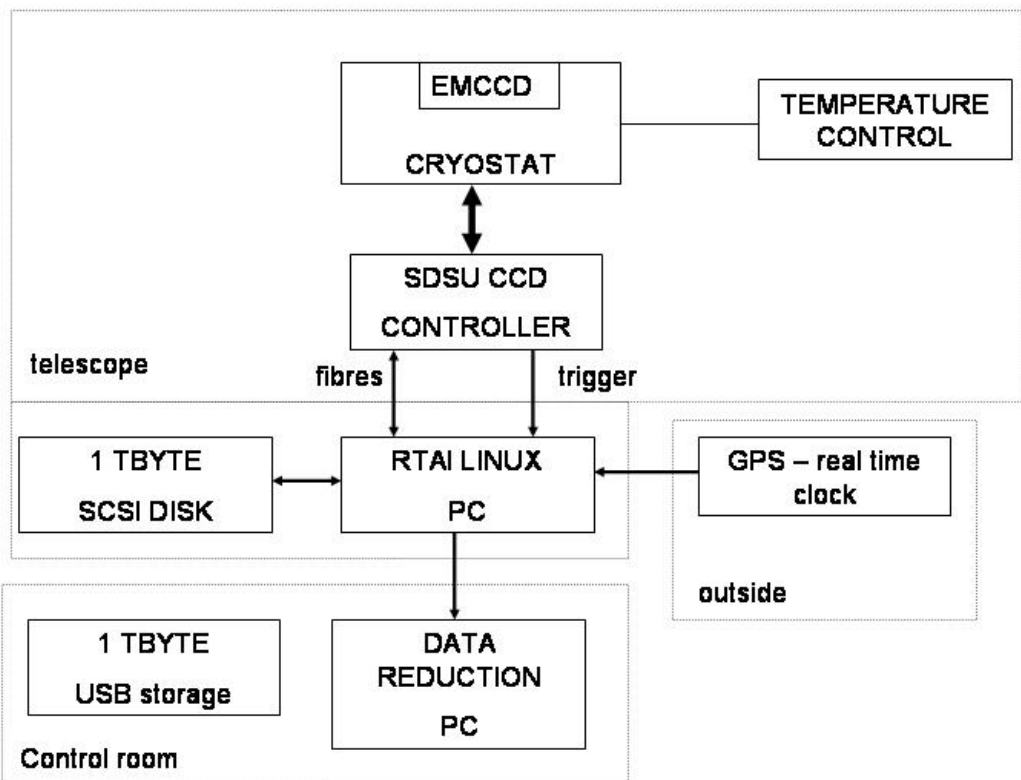 EMCCD
CRYOSTAT
TEMPERATURE
CONTROL
SDSU CCD
CONTROLLER
telescope
fibres
trigger
1 TBYTE
SCSI DISK
RTAI LINUX
PC
GPS – real time
clock
outside
1 TBYTE
USB storage
DATA
REDUCTION
PC
Control room